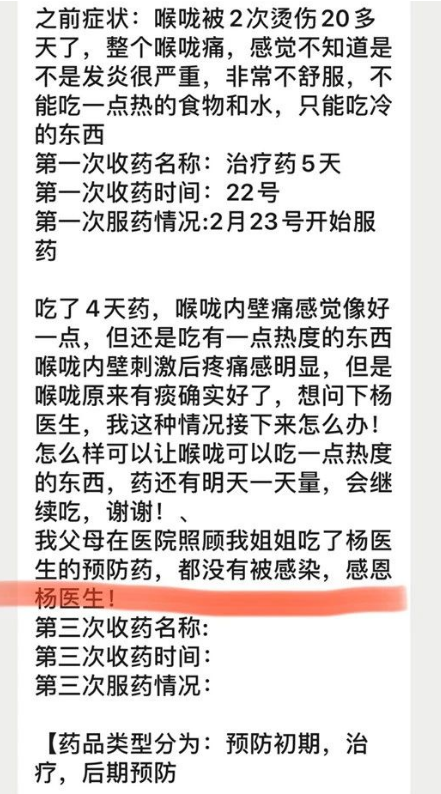 之前症状：喉咙被2次烫伤20多
天了，整个喉咙痛，感觉不知道是
不是发炎很严重，非常不舒服，不
能吃一点热的食物和水，只能吃冷
的东西
第一次收药名称：治疗药5天
第一次收药时间：22号
第一次服药情况:2月23号开始服
药
吃了4天药，喉咙内壁痛感觉像好
一点，但还是吃有一点热度的东西
喉咙内壁刺激后疼痛感明显，但是
喉咙原来有痰确实好了，想问下杨
医生，我这种情况接下来怎么办！
怎么样可以让喉咙可以吃一点热度
的东西，药还有明天一天量，会继
续吃，谢谢！、
我父母在医院照顾我姐姐吃了杨医
生的预防药，都没有被感染，感恩
杨医生！
第三次收药名称:
第三次收药时间：
第三次服药情况：
【药品类型分为：预防初期，治
疗，后期预防